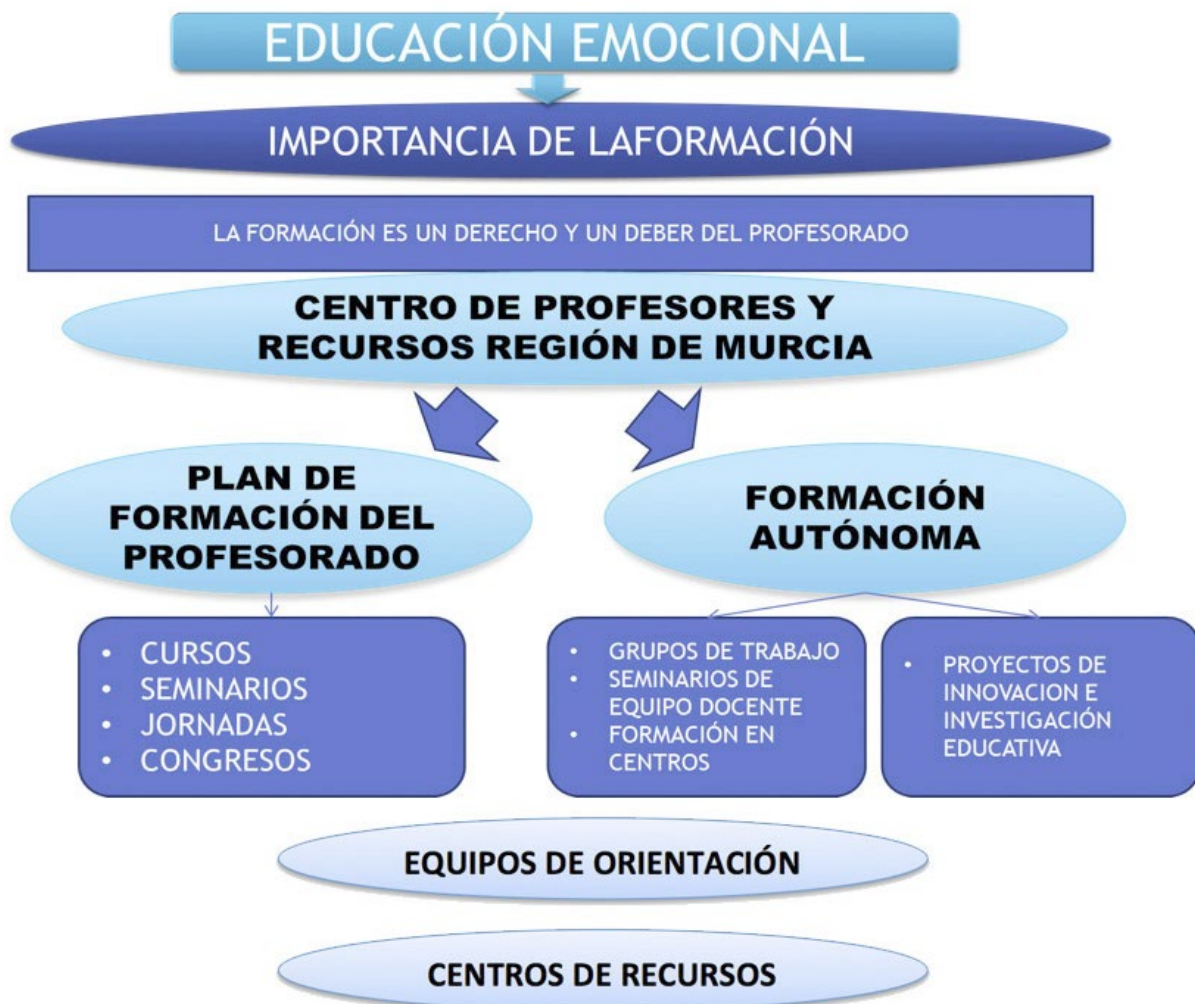 EDUCACIÓN EMOCIONAL
IMPORTANCIA DE LAFORMACIÓN
LA FORMACIÓN ES UN DERECHO Y UN DEBER DEL PROFESORADO
CENTRO DE PROFESORES Y
RECURSOS REGIÓN DE MURCIA
PLAN DE
FORMACIÓN DEL
PROFESORADO
FORMACIÓN
AUTÓNOMA
• CURSOS
• SEMINARIOS
• JORNADAS
• CONGRESOS
• GRUPOS DE TRABAJO
• SEMINARIOS DE
EQUIPO DOCENTE
• FORMACIÓN EN
CENTROS
• PROYECTOS DE
INNOVACION E
INVESTIGACIÓN
EDUCATIVA
EQUIPOS DE ORIENTACIÓN
CENTROS DE RECURSOS